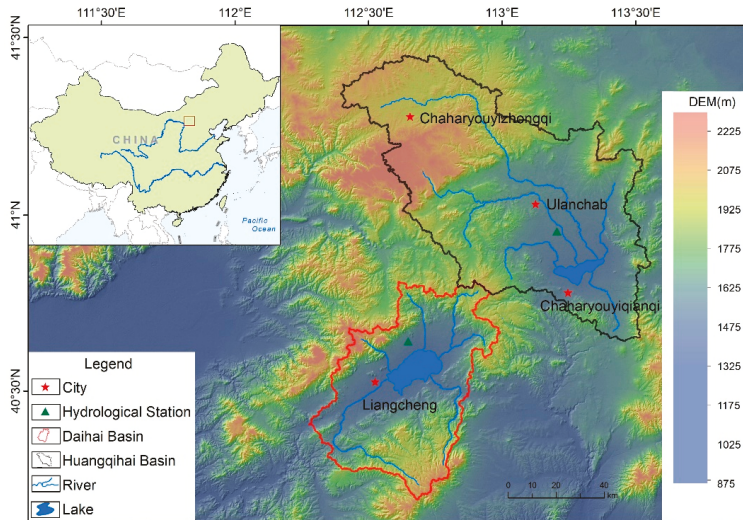 111°30'E
112°E
112°30'E
113°E
113°30'E
41°30'N
41°N
40°30'N
CHINA
Pacific
Ocean
Chaharyouyizhongqi
Ulanchab
Chaharyouyiqianqi
Liangcheng
DEM(m)
2225
2075
1925
1775
1625
1475
1325
1175
1025
875
Legend
City
Hydrological Station
Daihai Basin
Huangqihai Basin
River
Lake
0 10 20 40
km